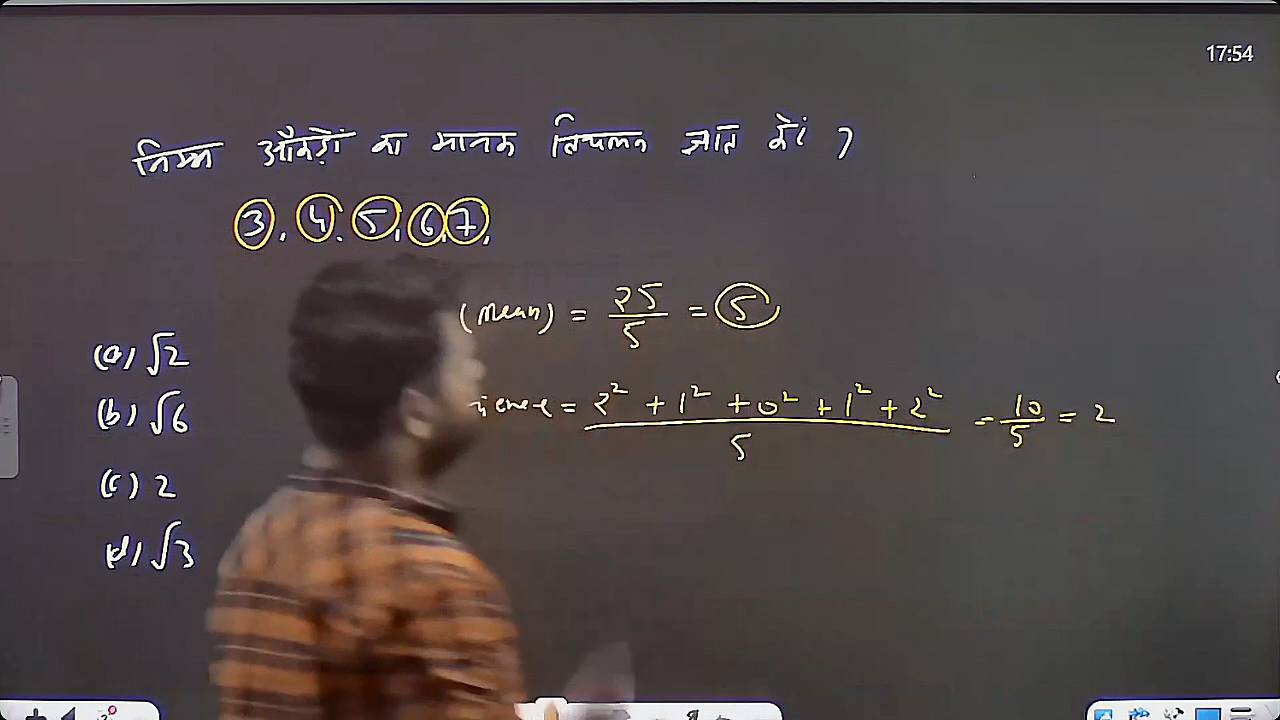 17:54
निम्न आँकड़ों का मानक विचलन ज्ञात करें ?
3, 4, 5, 6, 7,
(mean) = 25/5 = 5
(a) √2
= 2² + 1² + 0² + 1² + 2² / 5 = 10/5 = 2
(b) √6
(c) 2
(d) √3